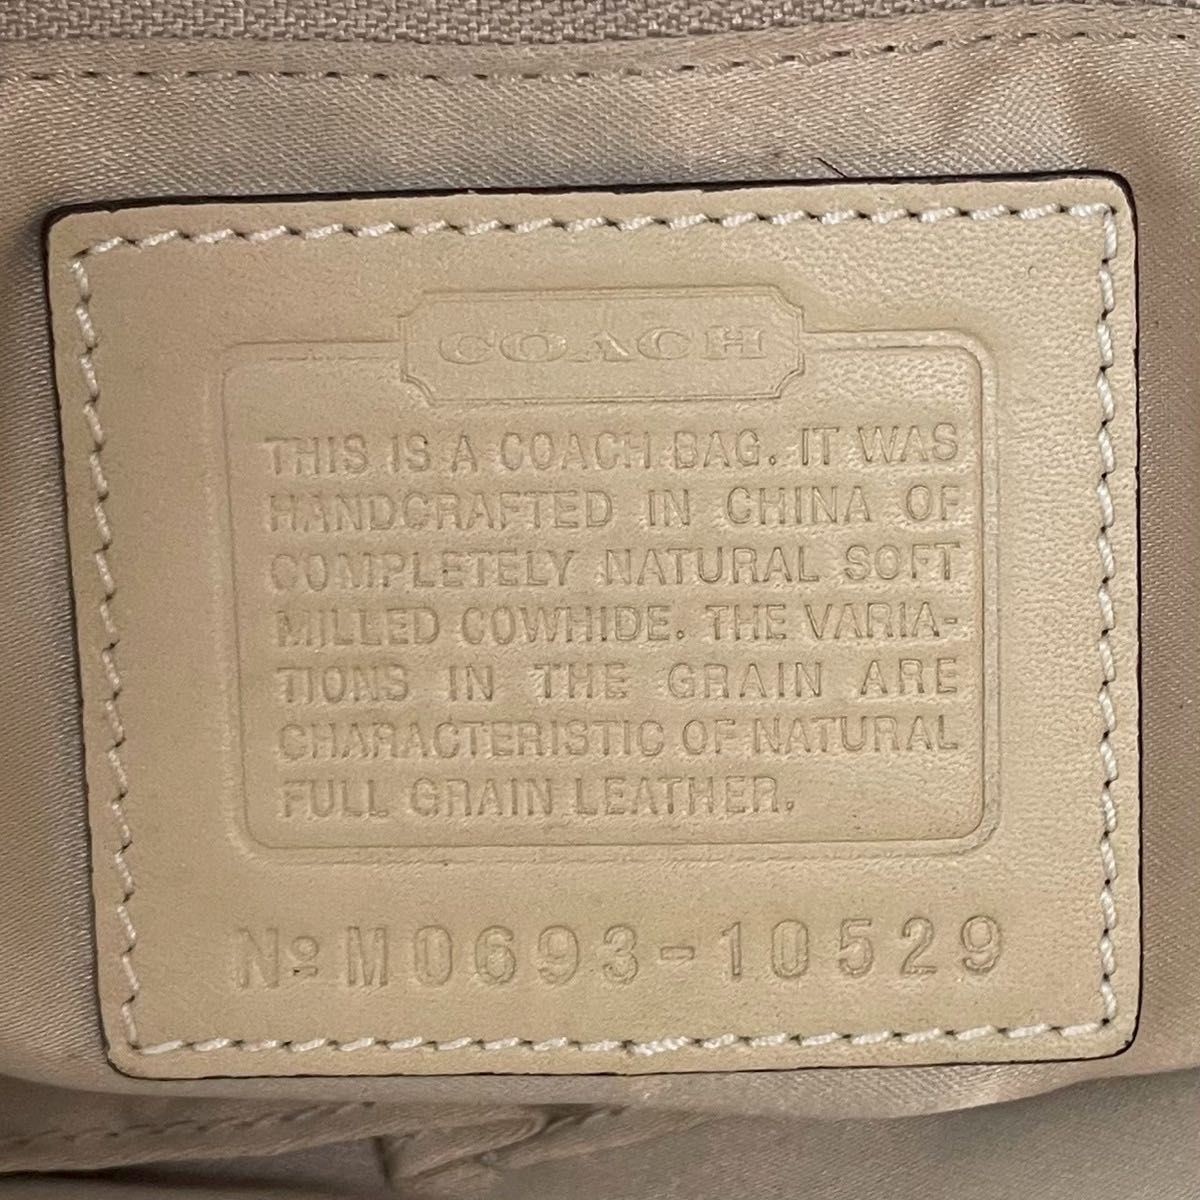 COACH
THIS IS A COACH BAG. IT WAS
HANDCRAFTED IN CHINA OF
COMPLETELY NATURAL SOFT
MILLED COWHIDE. THE VARIA-
TIONS IN THE GRAIN ARE
CHARACTERISTIC OF NATURAL
FULL GRAIN LEATHER.
Nº M0693-10529